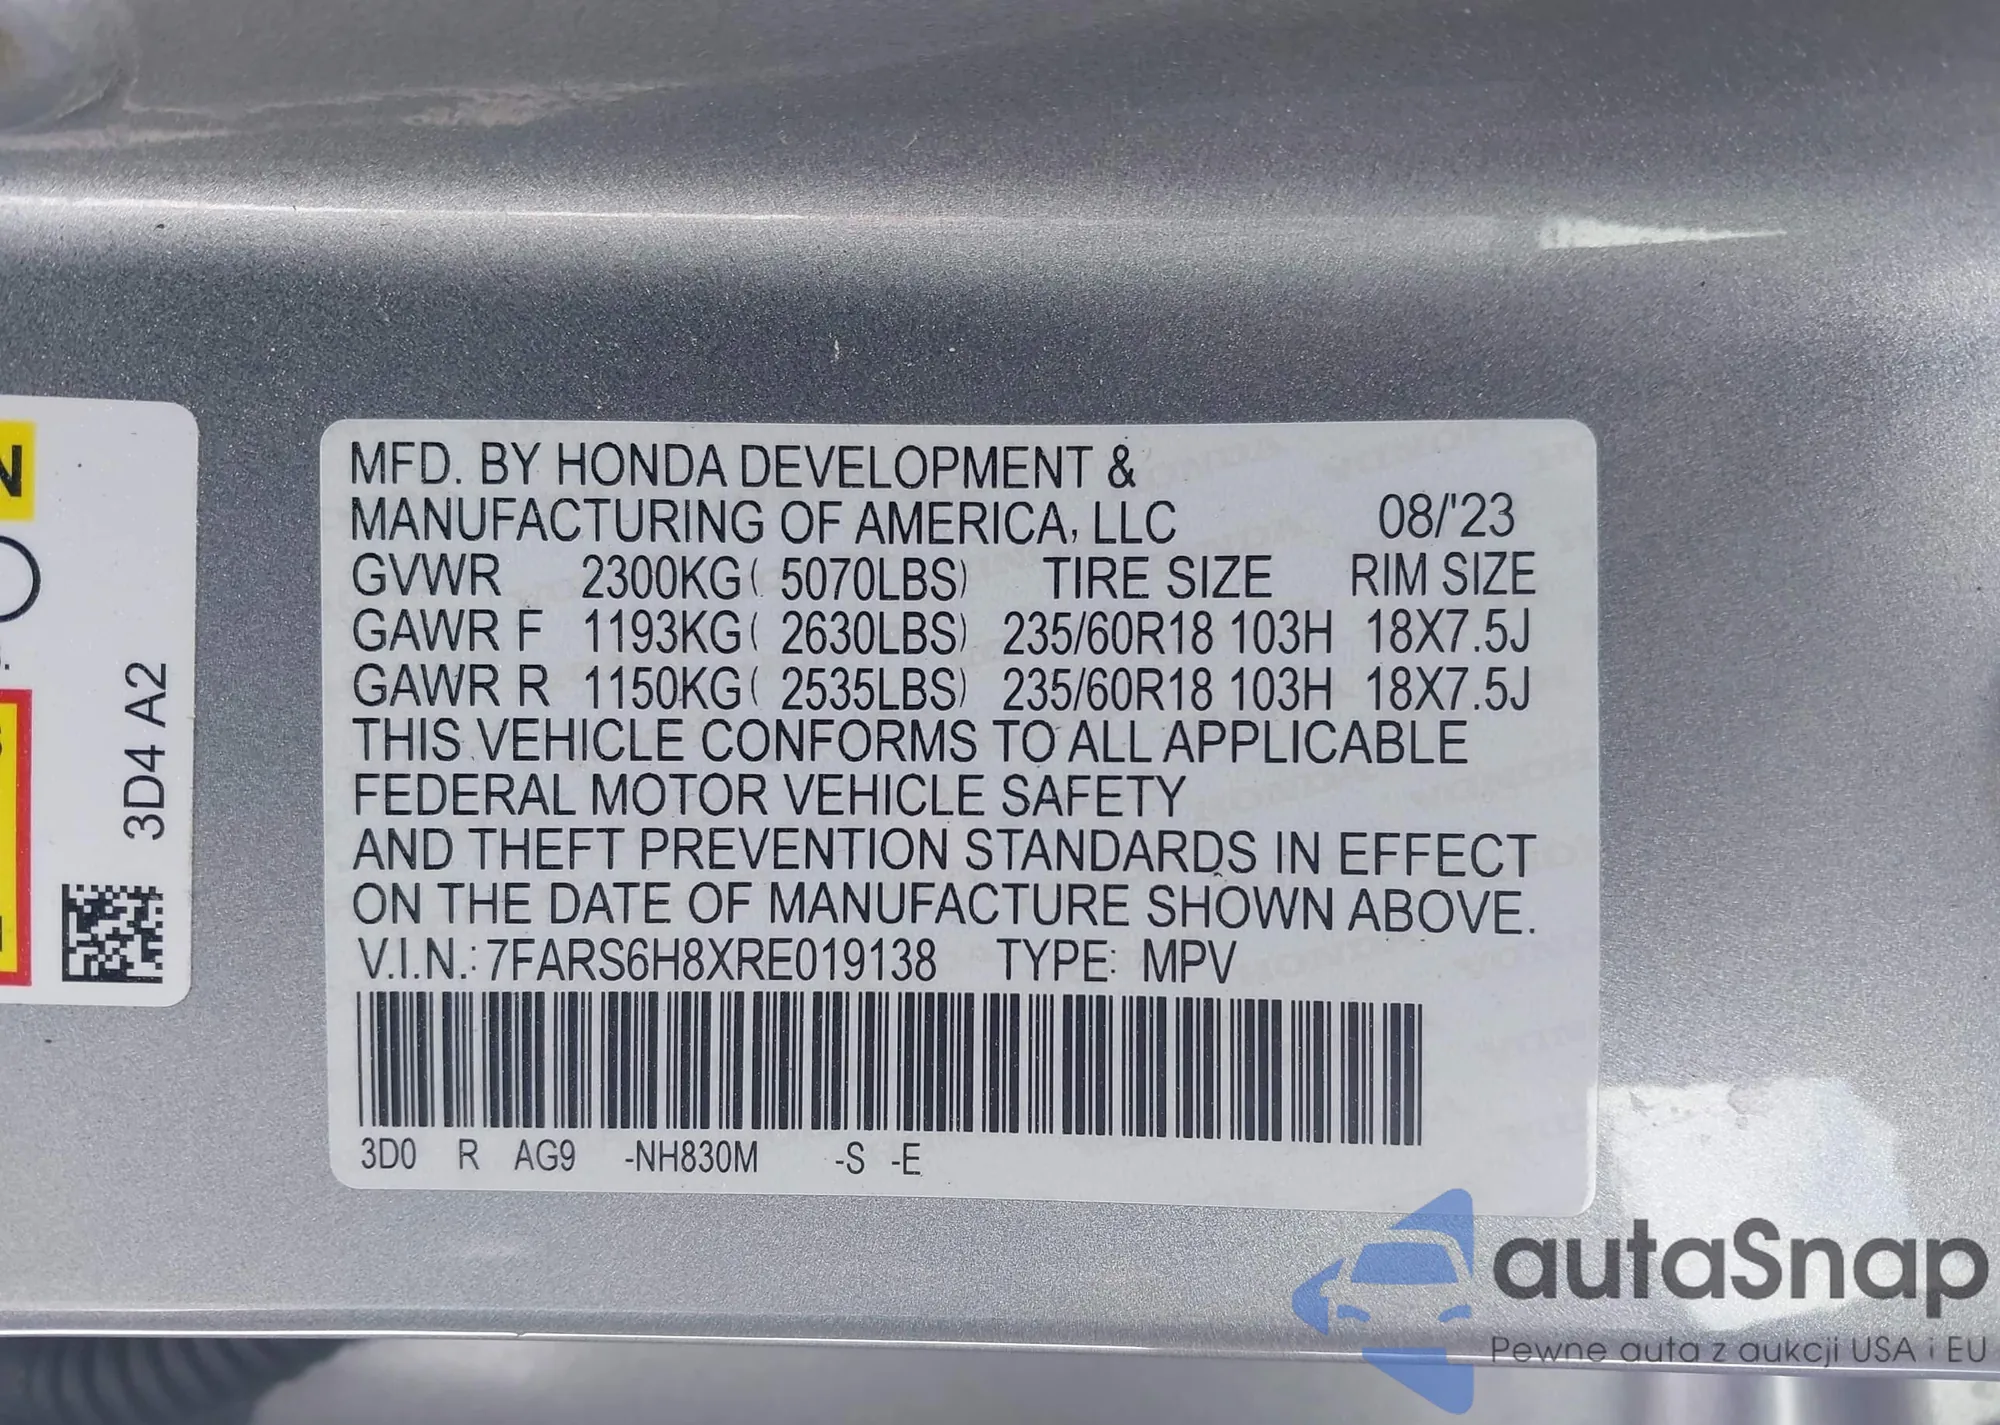 MFD. BY HONDA DEVELOPMENT &
MANUFACTURING OF AMERICA, LLC 08/'23
GVWR 2300KG( 5070LBS) TIRE SIZE RIM SIZE
GAWR F 1193KG( 2630LBS) 235/60R18 103H 18X7.5J
GAWR R 1150KG( 2535LBS) 235/60R18 103H 18X7.5J
THIS VEHICLE CONFORMS TO ALL APPLICABLE
FEDERAL MOTOR VEHICLE SAFETY
AND THEFT PREVENTION STANDARDS IN EFFECT
ON THE DATE OF MANUFACTURE SHOWN ABOVE.
V.I.N.: 7FARS6H8XRE019138 TYPE: MPV
3D0 R AG9 -NH830M -S -E
3D4 A2
N
autaSnap
Pewne auta z aukcji USA i EU